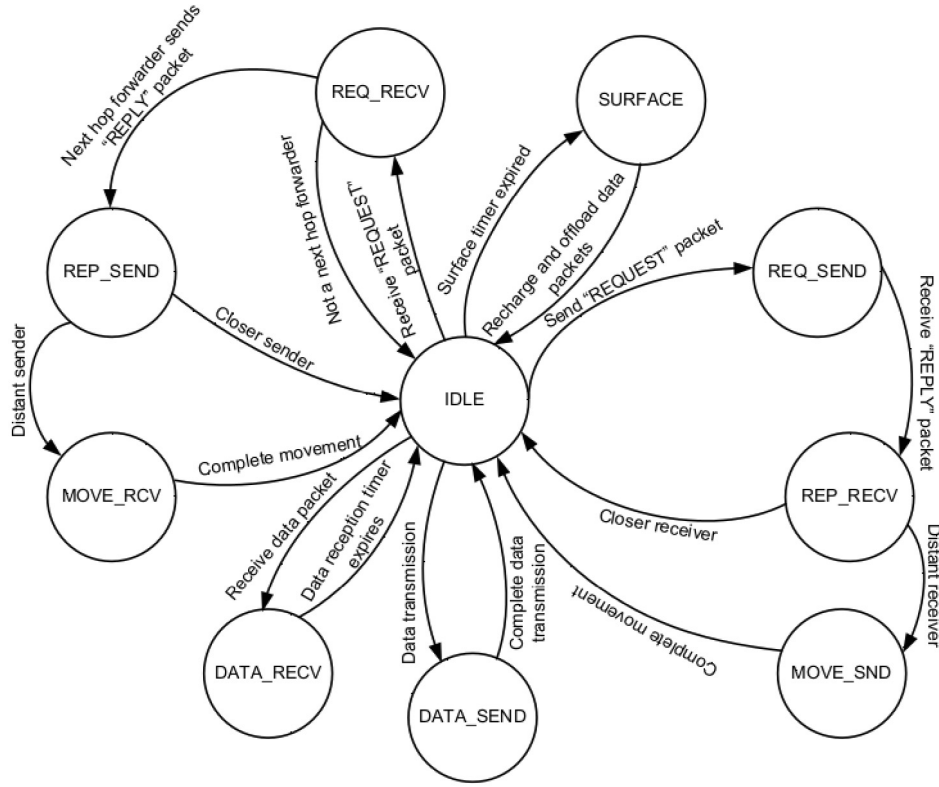 Next hop forwarder sends
“REPLY” packet
REQ_RECV
SURFACE
Not a next hop forwarder
Receive “REQUEST”
packet
Surface timer expired
Recharge and offload data
packets
Send “REQUEST” packet
REP_SEND
REQ_SEND
Closer sender
Receive “REPLY” packet
Distant sender
IDLE
MOVE_RCV
Complete movement
REP_RECV
Closer receiver
Distant receiver
Receive data packet
Data reception timer
expires
Data transmission
Complete data
transmission
Complete movement
DATA_RECV
DATA_SEND
MOVE_SND